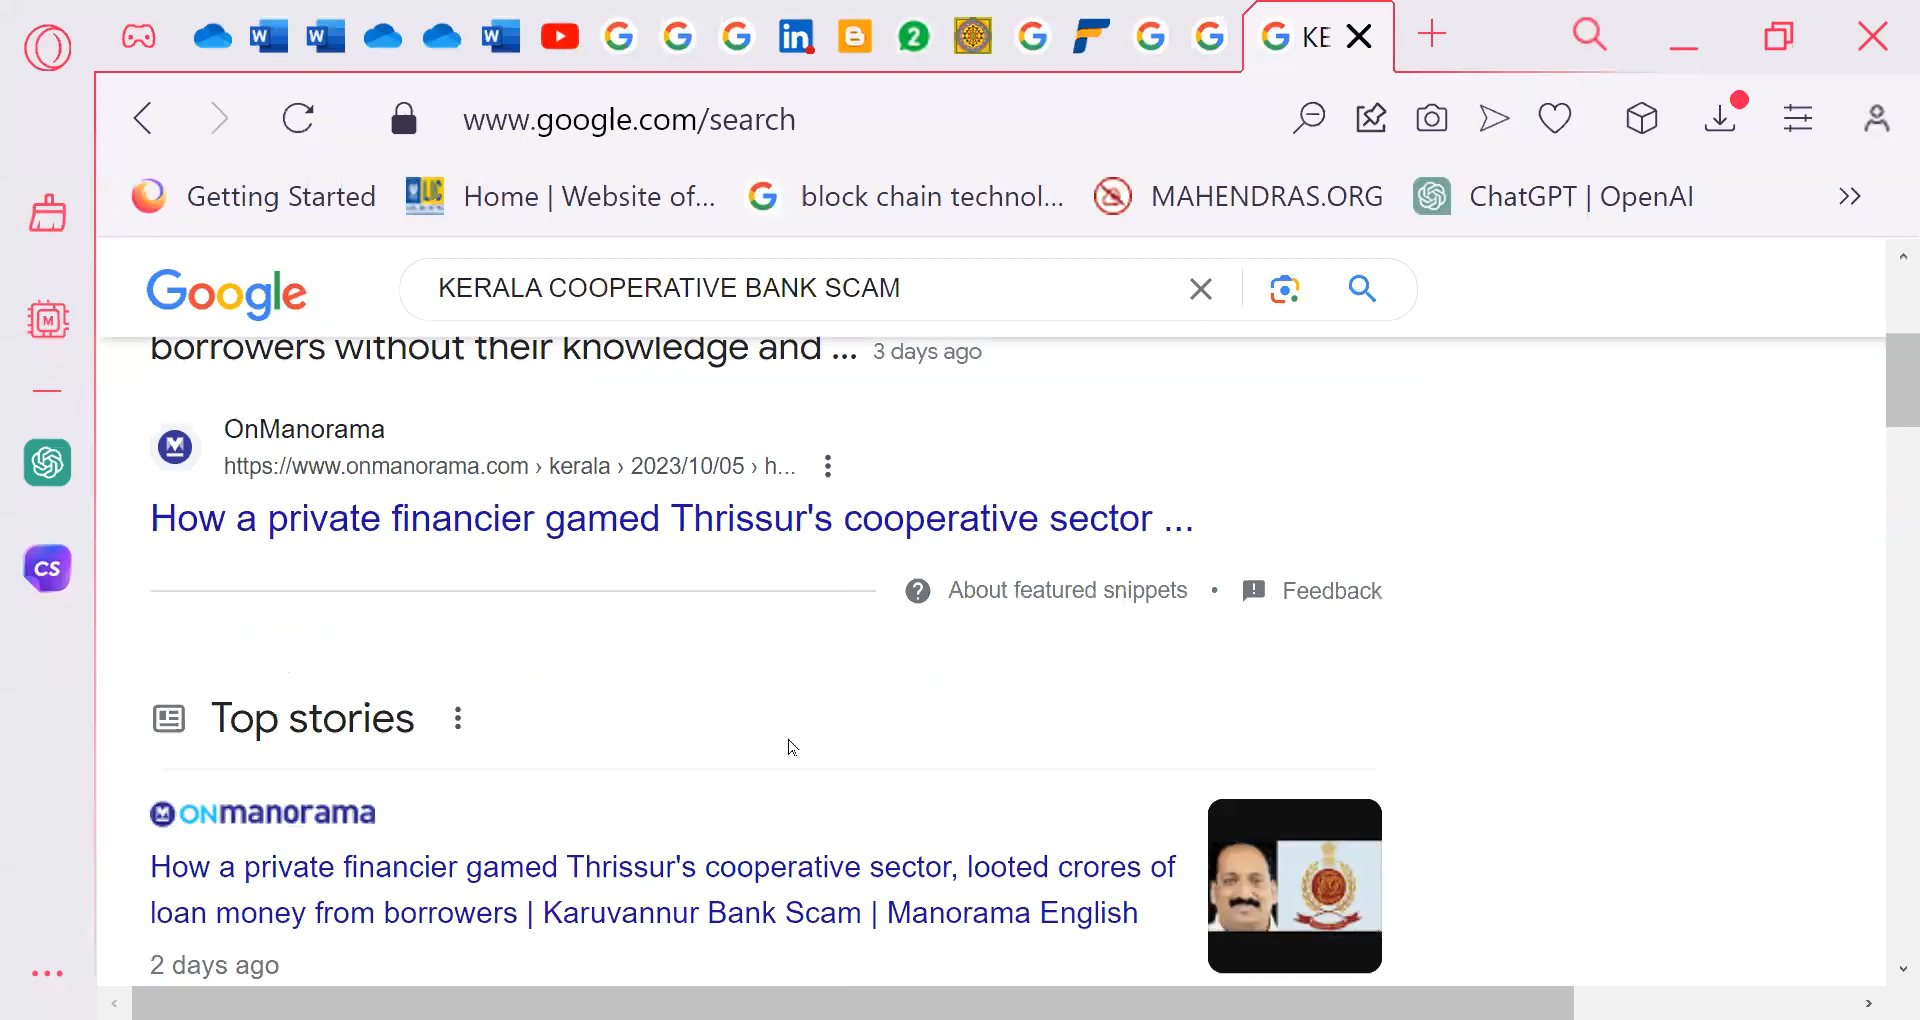 KE
www.google.com/search
Getting Started
Home | Website of...
block chain technol...
MAHENDRAS.ORG
ChatGPT | OpenAI
Google
KERALA COOPERATIVE BANK SCAM
borrowers without their knowledge and ... 3 days ago
OnManorama
https://www.onmanorama.com › kerala › 2023/10/05 › h...
How a private financier gamed Thrissur's cooperative sector ...
About featured snippets • Feedback
Top stories
ONmanorama
How a private financier gamed Thrissur's cooperative sector, looted crores of
loan money from borrowers | Karuvannur Bank Scam | Manorama English
2 days ago
CS